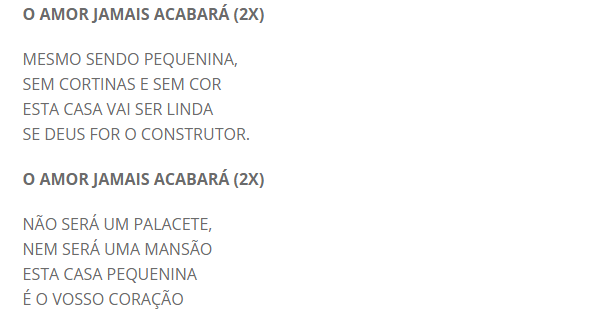 O AMOR JAMAIS ACABARÁ (2X)
MESMO SENDO PEQUENINA,
SEM CORTINAS E SEM COR
ESTA CASA VAI SER LINDA
SE DEUS FOR O CONSTRUTOR.
O AMOR JAMAIS ACABARÁ (2X)
NÃO SERÁ UM PALACETE,
NEM SERÁ UMA MANSÃO
ESTA CASA PEQUENINA
É O VOSSO CORAÇÃO